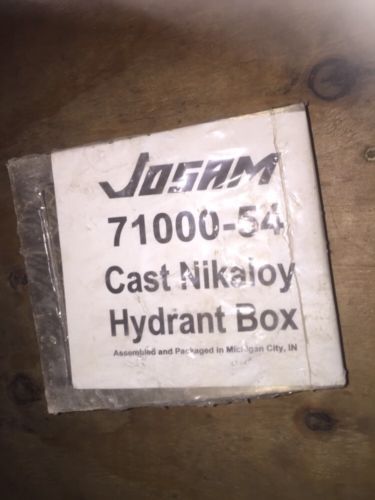 JOSAM
71000-54
Cast Nikaloy
Hydrant Box
Assembled and Packaged in Michigan City, IN